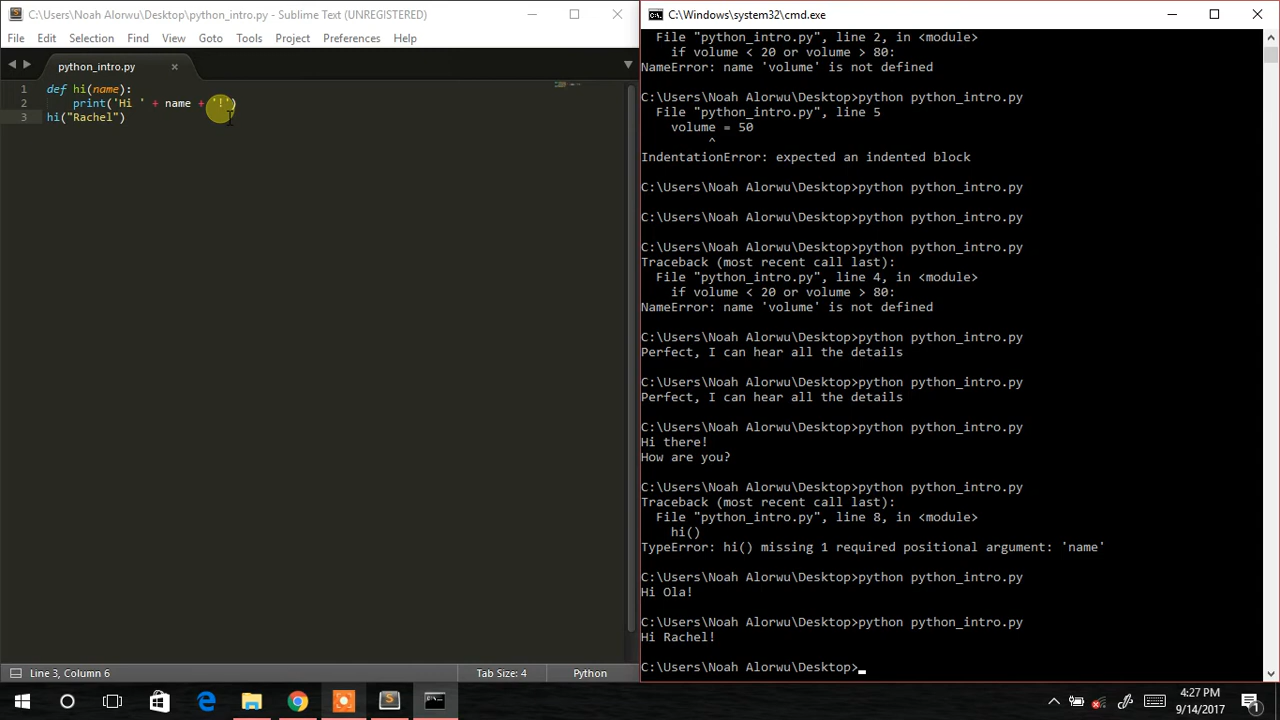 C:\Users\Noah Alorwu\Desktop\python_intro.py - Sublime Text (UNREGISTERED)
File Edit Selection Find View Goto Tools Project Preferences Help
python_intro.py
1 def hi(name):
2 print('Hi ' + name + '!')
3 hi("Rachel")
Line 3, Column 6
Tab Size: 4
Python
C:\Windows\system32\cmd.exe
File "python_intro.py", line 2, in <module>
if volume < 20 or volume > 80:
NameError: name 'volume' is not defined
C:\Users\Noah Alorwu\Desktop>python python_intro.py
File "python_intro.py", line 5
volume = 50
^
IndentationError: expected an indented block
C:\Users\Noah Alorwu\Desktop>python python_intro.py
C:\Users\Noah Alorwu\Desktop>python python_intro.py
C:\Users\Noah Alorwu\Desktop>python python_intro.py
Traceback (most recent call last):
File "python_intro.py", line 4, in <module>
if volume < 20 or volume > 80:
NameError: name 'volume' is not defined
C:\Users\Noah Alorwu\Desktop>python python_intro.py
Perfect, I can hear all the details
C:\Users\Noah Alorwu\Desktop>python python_intro.py
Perfect, I can hear all the details
C:\Users\Noah Alorwu\Desktop>python python_intro.py
Hi there!
How are you?
C:\Users\Noah Alorwu\Desktop>python python_intro.py
Traceback (most recent call last):
File "python_intro.py", line 8, in <module>
hi()
TypeError: hi() missing 1 required positional argument: 'name'
C:\Users\Noah Alorwu\Desktop>python python_intro.py
Hi Ola!
C:\Users\Noah Alorwu\Desktop>python python_intro.py
Hi Rachel!
C:\Users\Noah Alorwu\Desktop>
4:27 PM
9/14/2017